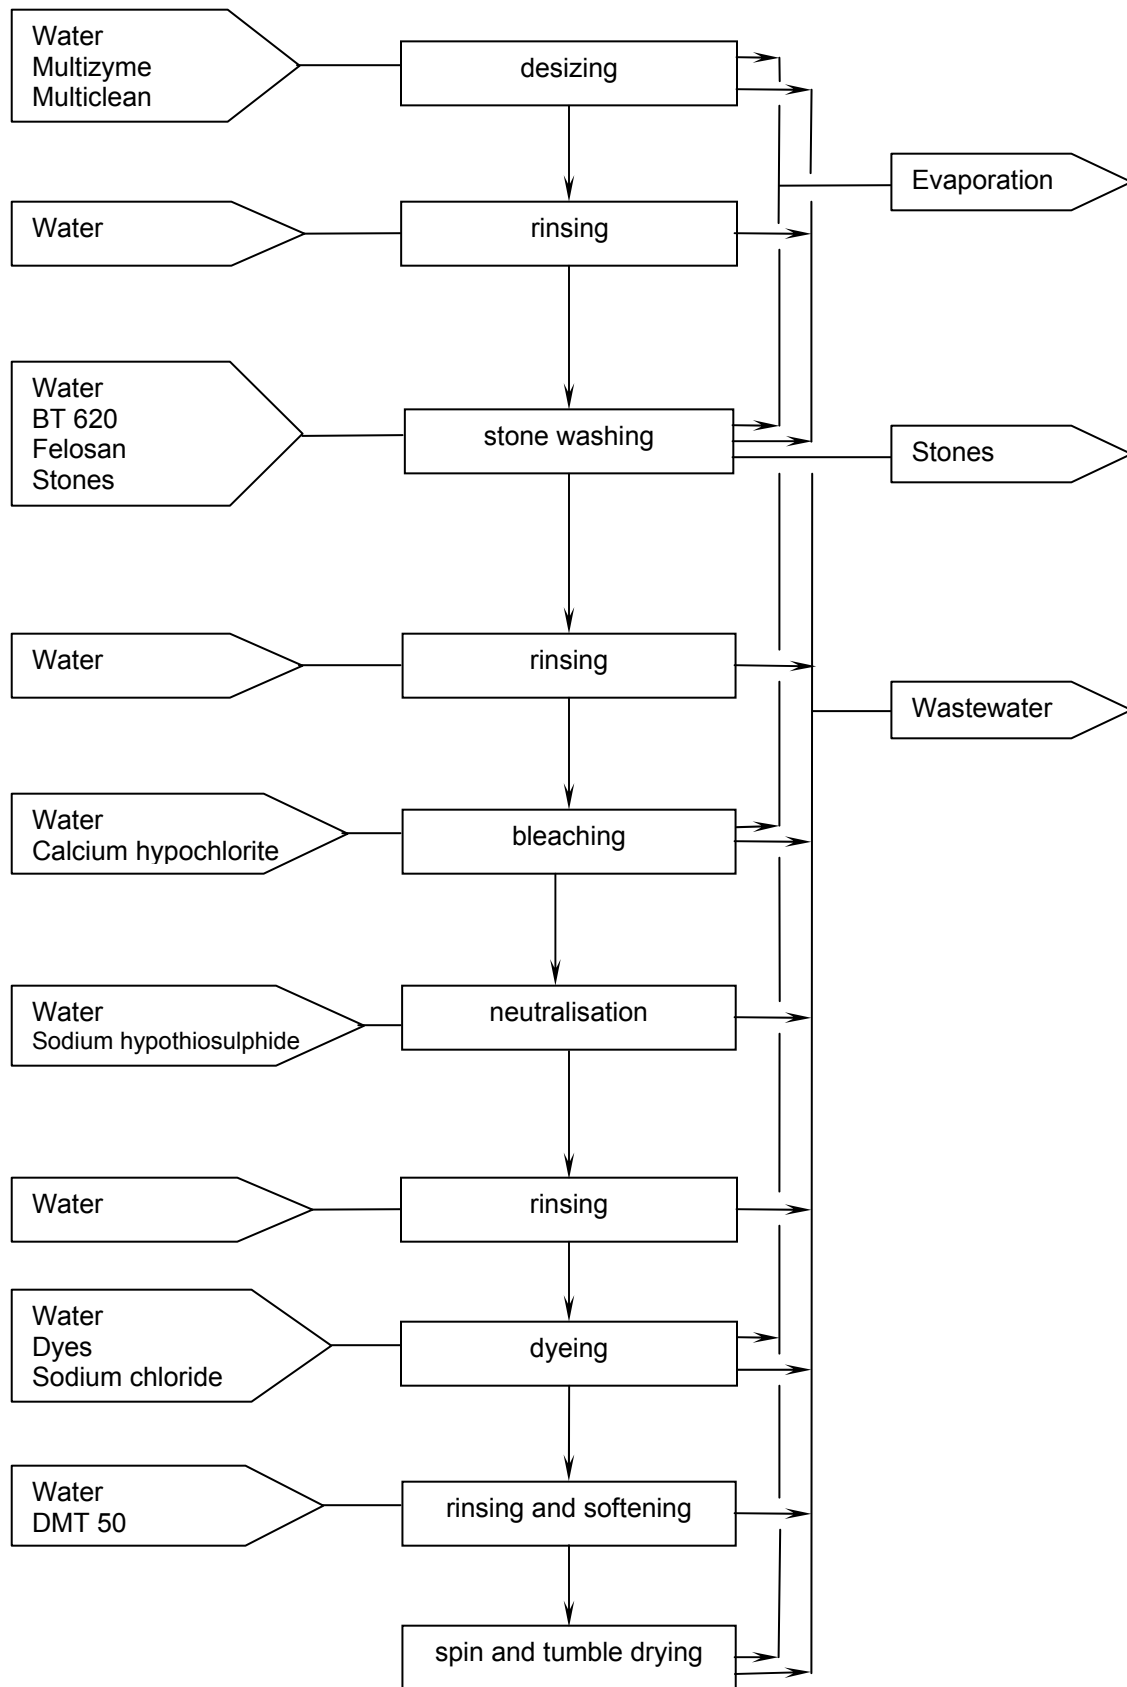 Water
Multizyme
Multiclean
desizing
Evaporation
Water
rinsing
Water
BT 620
Felosan
Stones
stone washing
Stones
Water
rinsing
Wastewater
Water
Calcium hypochlorite
bleaching
Water
Sodium hypothiosulphide
neutralisation
Water
rinsing
Water
Dyes
Sodium chloride
dyeing
Water
DMT 50
rinsing and softening
spin and tumble drying